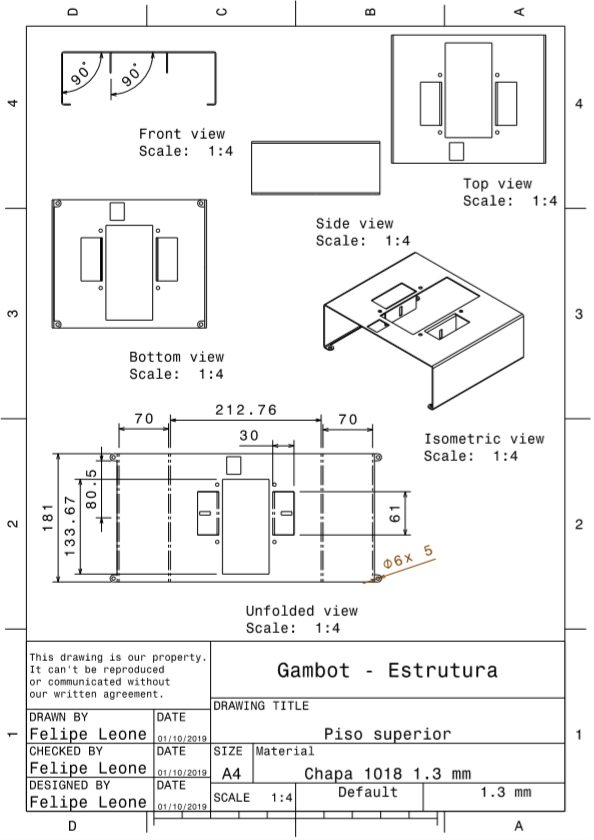 D
C
B
A
4
4
90°
90°
Front view
Scale: 1:4
Top view
Scale: 1:4
Side view
Scale: 1:4
3
3
Bottom view
Scale: 1:4
Isometric view
Scale: 1:4
70
212.76
70
30
2
2
181
133.67
80.5
61
Ø6x 5
Unfolded view
Scale: 1:4
This drawing is our property.
It can't be reproduced
or communicated without
our written agreement.
Gambot - Estrutura
DRAWING TITLE
Piso superior
1
1
DRAWN BY
DATE
Felipe Leone
01/10/2019
CHECKED BY
DATE
Felipe Leone
01/10/2019
SIZE
Material
A4
Chapa 1018 1.3 mm
DESIGNED BY
DATE
Felipe Leone
01/10/2019
SCALE 1:4
Default
1.3 mm
D
A